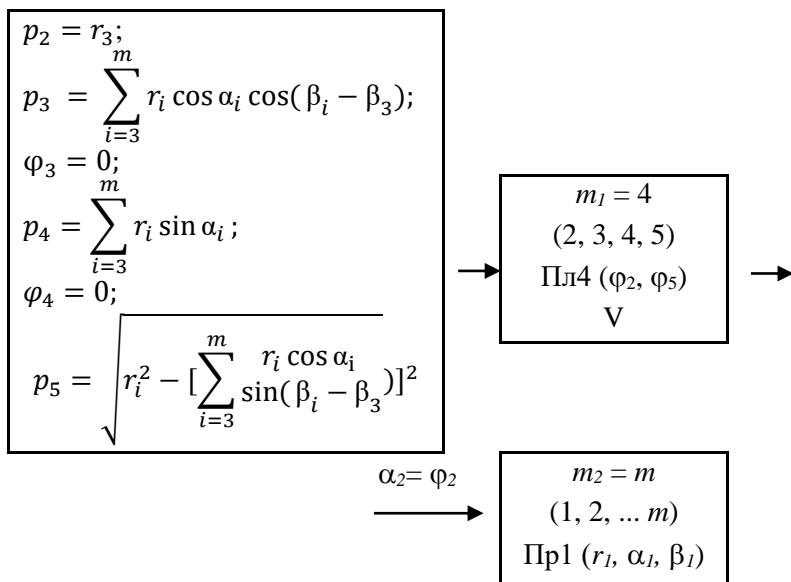 p₂ = r₃;
p₃ = ∑_{i=3}^{m} rᵢ cos αᵢ cos( βᵢ − β₃);
φ₃ = 0;
p₄ = ∑_{i=3}^{m} rᵢ sin αᵢ ;
φ₄ = 0;
p₅ = √(rᵢ² − [∑_{i=3}^{m} rᵢ cos αᵢ sin( βᵢ − β₃)]²
m₁ = 4
(2, 3, 4, 5)
Пл4 (φ₂, φ₅)
V
α₂= φ₂
m₂ = m
(1, 2, ... m)
Пр1 (r₁, α₁, β₁)